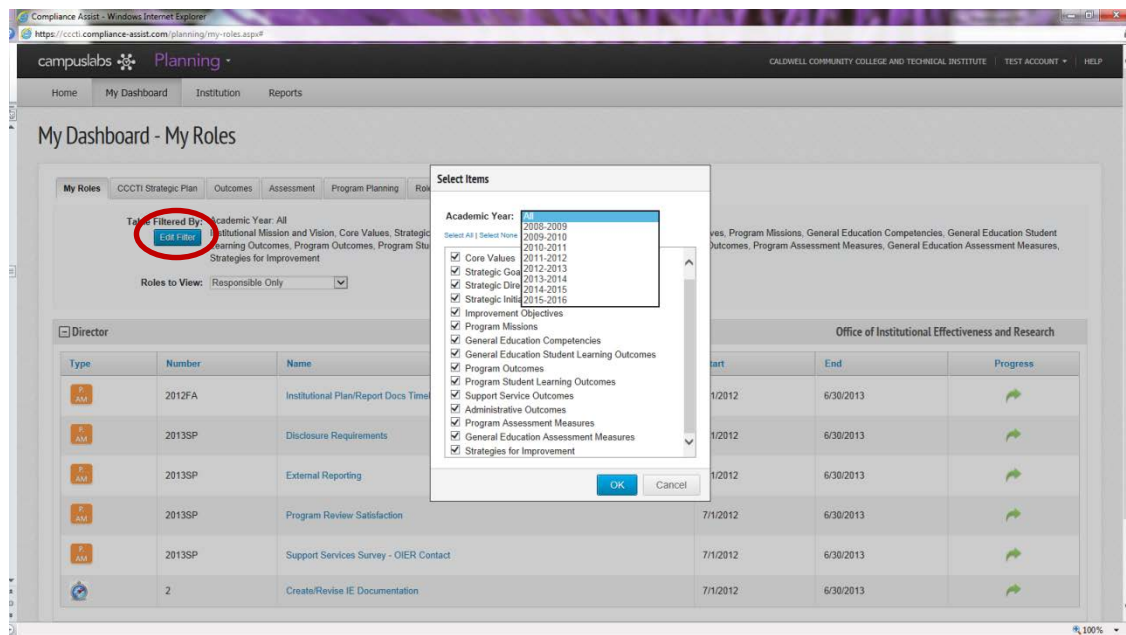 Compliance Assist - Windows Internet Explorer
https://cccti.compliance-assist.com/planning/my-roles.aspx#
campuslabs Planning
CALDWELL COMMUNITY COLLEGE AND TECHNICAL INSTITUTE | TEST ACCOUNT | HELP
Home My Dashboard Institution Reports
My Dashboard - My Roles
My Roles CCCTI Strategic Plan Outcomes Assessment Program Planning
Table Filtered By: Academic Year: All
Edit Filter Institutional Mission and Vision, Core Values, Strategic
ves, Program Missions, General Education Competencies, General Education Student
Learning Outcomes, Program Outcomes, Program Stu
Outcomes, Program Assessment Measures, General Education Assessment Measures,
Strategies for Improvement
Roles to View: Responsible Only
Select Items
Academic Year: All
2008-2009
Select All | Select None
2009-2010
2010-2011
2011-2012
2012-2013
2013-2014
2014-2015
2015-2016
Core Values
Strategic Goa
Strategic Dire
Strategic Initia
Improvement Objectives
Program Missions
General Education Competencies
General Education Student Learning Outcomes
Program Outcomes
Program Student Learning Outcomes
Support Service Outcomes
Administrative Outcomes
Program Assessment Measures
General Education Assessment Measures
Strategies for Improvement
OK Cancel
Director Office of Institutional Effectiveness and Research
Type Number Name tart End Progress
P. AM 2012FA Institutional Plan/Report Docs Timel 1/2012 6/30/2013
P. AM 2013SP Disclosure Requirements 1/2012 6/30/2013
P. AM 2013SP External Reporting 1/2012 6/30/2013
P. AM 2013SP Program Review Satisfaction 7/1/2012 6/30/2013
P. AM 2013SP Support Services Survey - OIER Contact 7/1/2012 6/30/2013
2 Create/Revise IE Documentation 7/1/2012 6/30/2013
100%